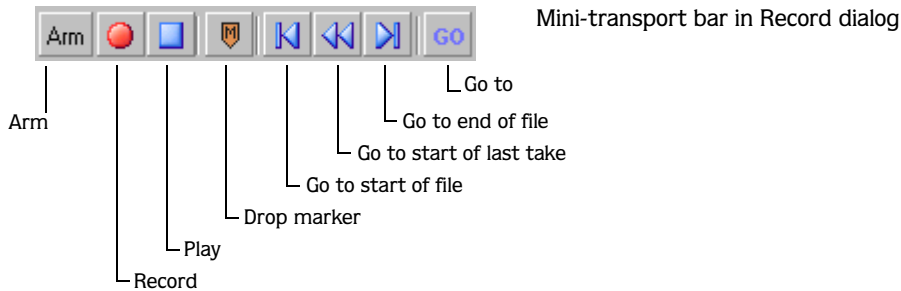 Mini-transport bar in Record dialog
Arm M GO
Go to
Arm
Go to end of file
Go to start of last take
Go to start of file
Drop marker
Play
Record